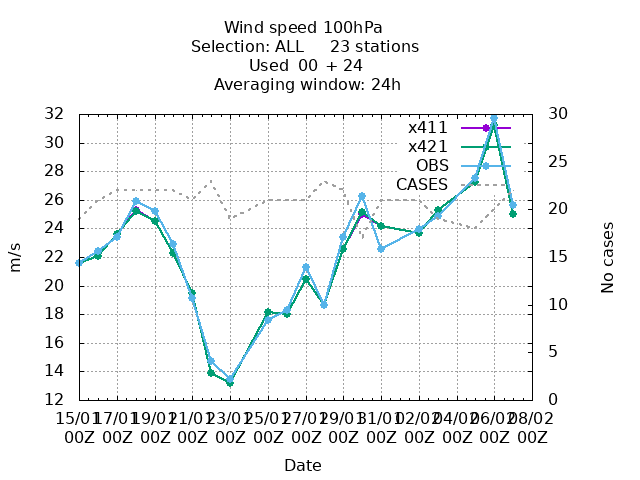 Wind speed 100hPa
Selection: ALL 23 stations
Used 00 + 24
Averaging window: 24h
32 30
30
28 25
26
24 20
22 15
20
18 10
16
14 5
12 0
x411
x421
OBS
CASES
m/s
No cases
15/01 17/01 19/01 21/01 23/01 25/01 27/01 29/01 31/01 02/02 04/02 06/02 08/02
00Z 00Z 00Z 00Z 00Z 00Z 00Z 00Z 00Z 00Z 00Z 00Z 00Z
Date